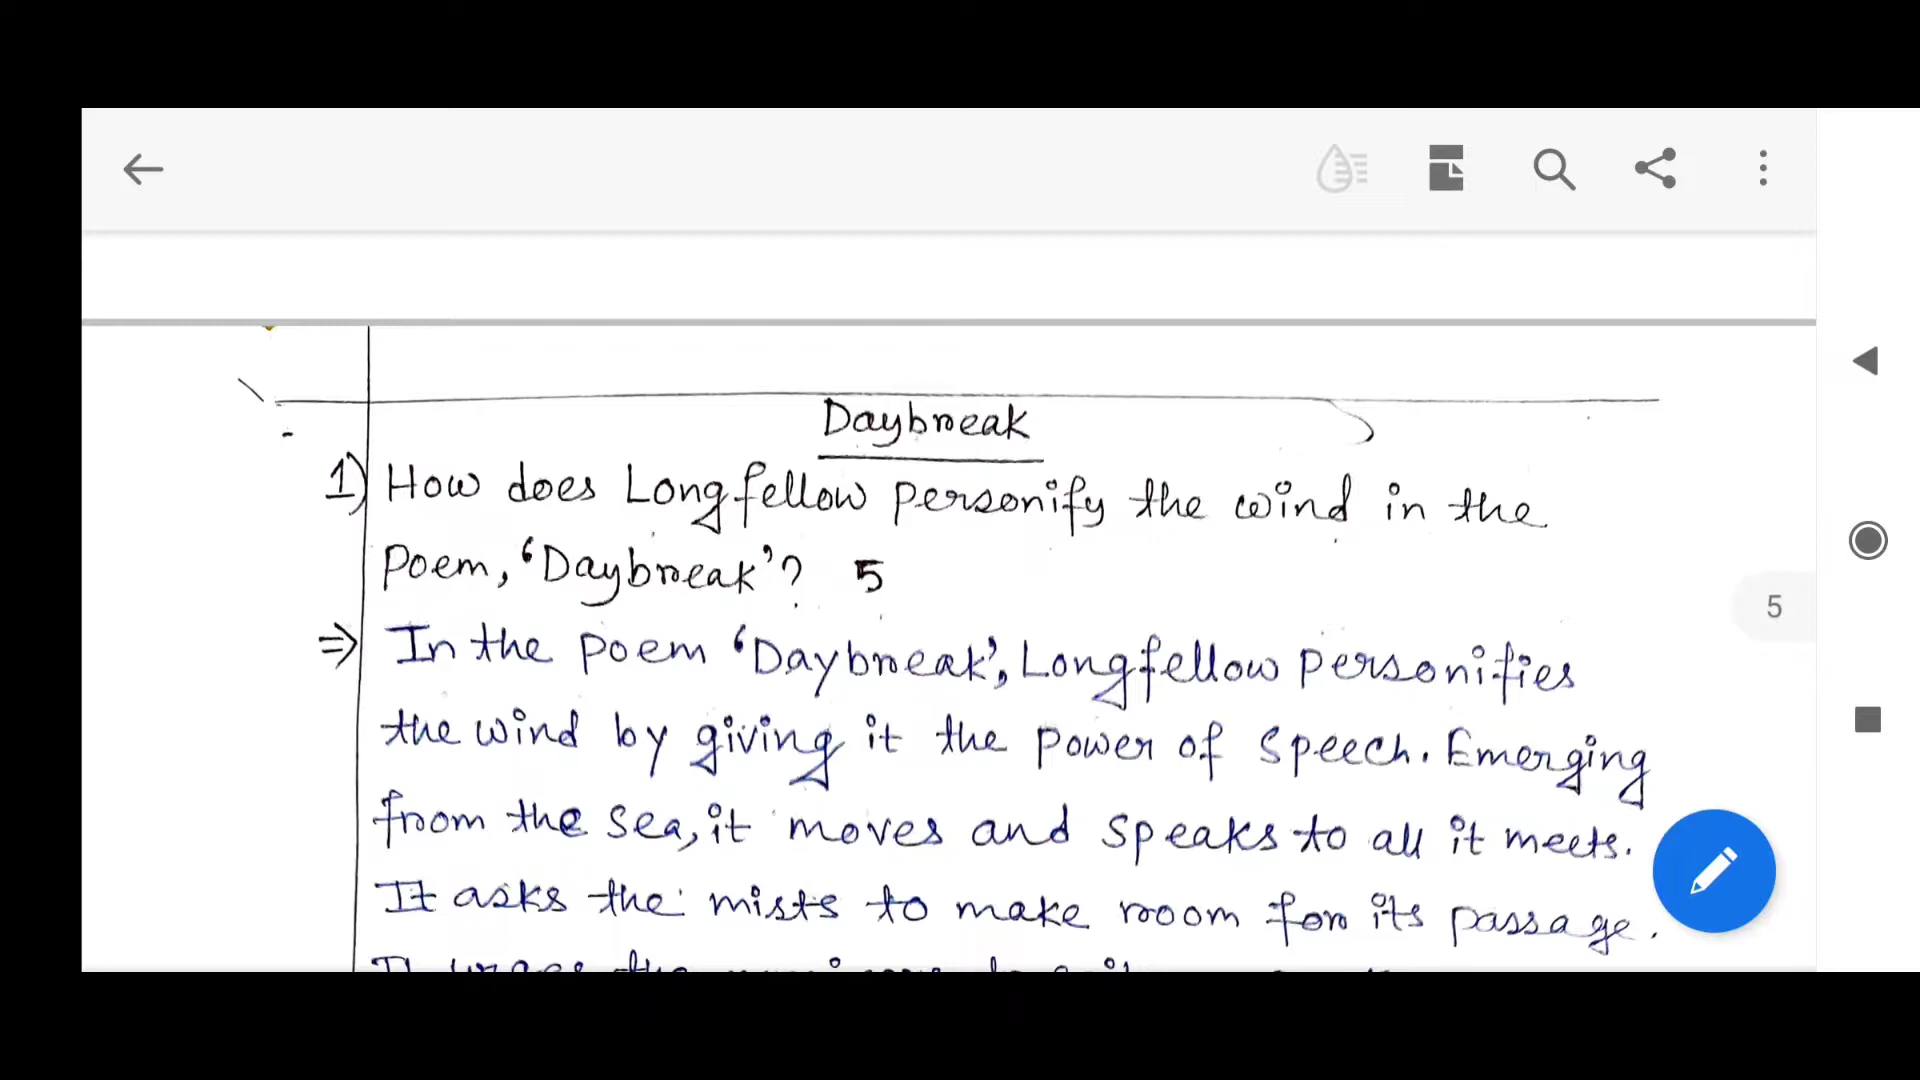 Daybreak
1) How does Longfellow personify the wind in the
Poem, 'Daybreak'? 5
⇒ In the poem 'Daybreak', Longfellow personifies
5
the wind by giving it the power of speech. Emerging
from the sea, it moves and speaks to all it meets.
It asks the mists to make room for its passage.